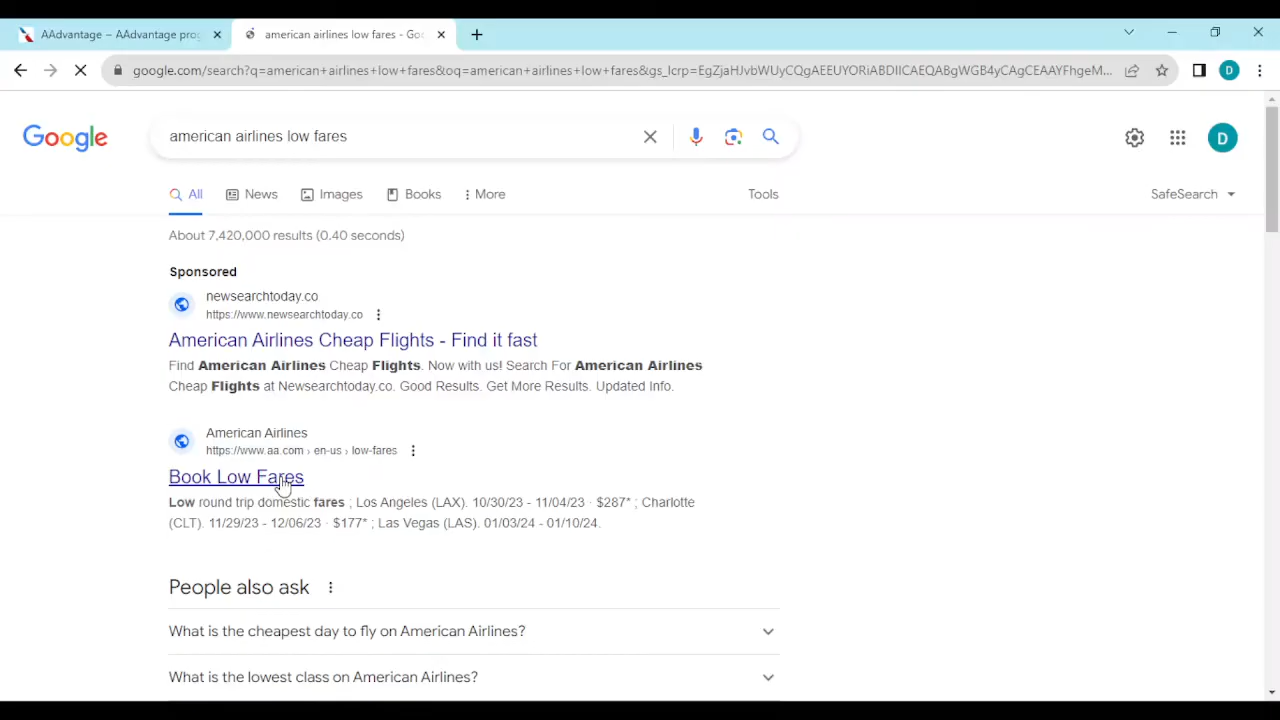 AAdvantage – AAdvantage prog
american airlines low fares - Goo
google.com/search?q=american+airlines+low+fares&oq=american+airlines+low+fares&gs_lcrp=EgZjaHJvbWUyCQgAEEUYORiABDIICAEQABgWGB4yCAgCEAAYFhgeM...
D
Google
american airlines low fares
D
All
News
Images
Books
More
Tools
SafeSearch
About 7,420,000 results (0.40 seconds)
Sponsored
newsearchtoday.co
https://www.newsearchtoday.co
American Airlines Cheap Flights - Find it fast
Find American Airlines Cheap Flights. Now with us! Search For American Airlines
Cheap Flights at Newsearchtoday.co. Good Results. Get More Results. Updated Info.
American Airlines
https://www.aa.com › en-us › low-fares
Book Low Fares
Low round trip domestic fares ; Los Angeles (LAX). 10/30/23 - 11/04/23 · $287* ; Charlotte
(CLT). 11/29/23 - 12/06/23 · $177* ; Las Vegas (LAS). 01/03/24 - 01/10/24.
People also ask
What is the cheapest day to fly on American Airlines?
What is the lowest class on American Airlines?